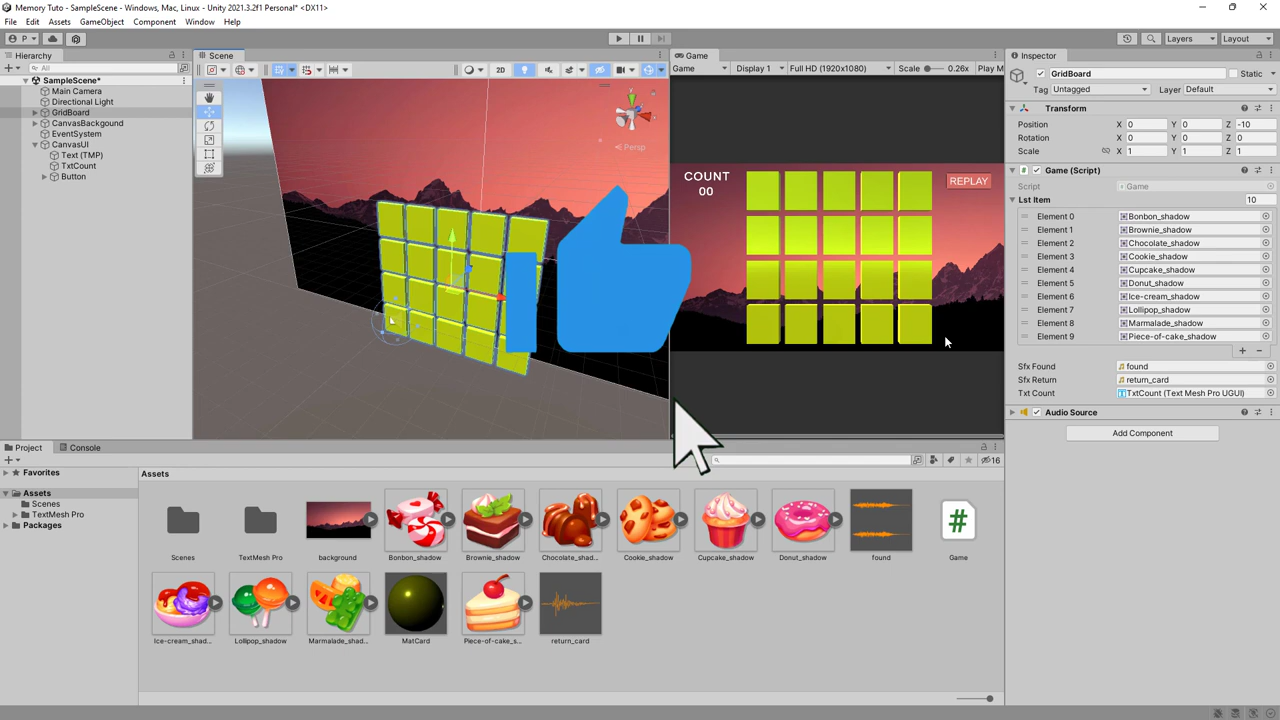 Memory Tuto - SampleScene - Windows, Mac, Linux - Unity 2021.3.2f1 Personal* <DX11>
File Edit Assets GameObject Component Window Help
P Layers Layout
Hierarchy
All
SampleScene*
Main Camera
Directional Light
GridBoard
CanvasBackgound
EventSystem
CanvasUI
Text (TMP)
TxtCount
Button
Scene
2D
Persp
Game
Game Display 1 Full HD (1920x1080) Scale 0.26x Play M
COUNT
00
REPLAY
Inspector
GridBoard Static
Tag Untagged Layer Default
Transform
Position X 0 Y 0 Z -10
Rotation X 0 Y 0 Z 0
Scale X 1 Y 1 Z 1
Game (Script)
Script Game
Lst Item 10
Element 0 Bonbon_shadow
Element 1 Brownie_shadow
Element 2 Chocolate_shadow
Element 3 Cookie_shadow
Element 4 Cupcake_shadow
Element 5 Donut_shadow
Element 6 Ice-cream_shadow
Element 7 Lollipop_shadow
Element 8 Marmalade_shadow
Element 9 Piece-of-cake_shadow
Sfx Found found
Sfx Return return_card
Txt Count TxtCount (Text Mesh Pro UGUI)
Audio Source
Add Component
Project Console
16
Favorites
Assets
Scenes
TextMesh Pro
Packages
Assets
Scenes TextMesh Pro background Bonbon_shadow Brownie_shadow Chocolate_shad... Cookie_shadow Cupcake_shadow Donut_shadow found Game
Ice-cream_shad... Lollipop_shadow Marmalade_shad... MatCard Piece-of-cake_s... return_card